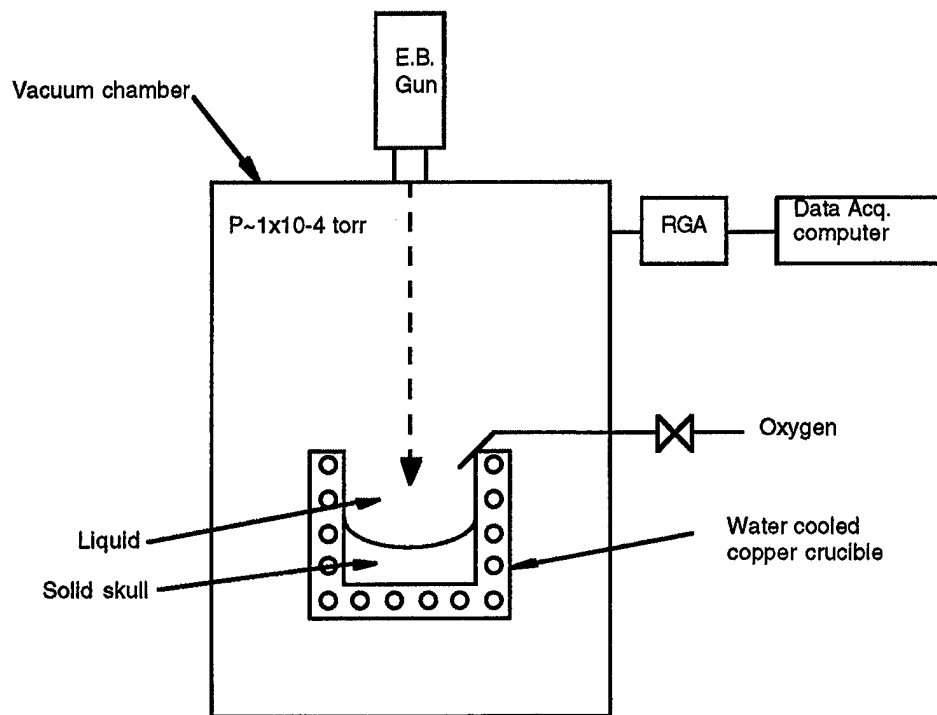 E.B.
Gun
Vacuum chamber
P~1x10-4 torr
RGA
Data Acq.
computer
Oxygen
Liquid
Water cooled
copper crucible
Solid skull